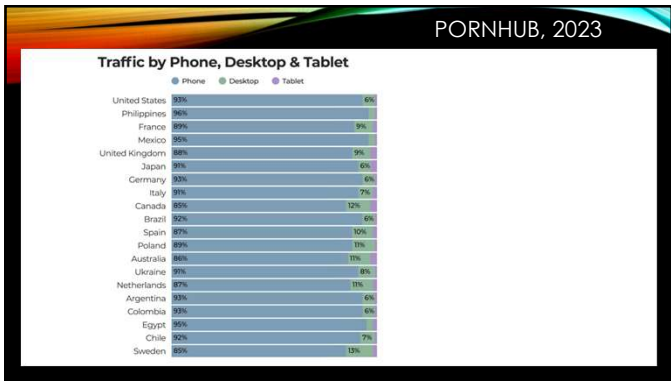 PORNHUB, 2023
Traffic by Phone, Desktop & Tablet
Phone Desktop Tablet
United States 93% 6%
Philippines 96%
France 89% 9%
Mexico 95%
United Kingdom 88% 9%
Japan 91% 6%
Germany 93% 6%
Italy 91% 7%
Canada 85% 12%
Brazil 92% 6%
Spain 87% 10%
Poland 89% 11%
Australia 86% 11%
Ukraine 91% 8%
Netherlands 87% 11%
Argentina 93% 6%
Colombia 93% 6%
Egypt 95%
Chile 92% 7%
Sweden 85% 13%